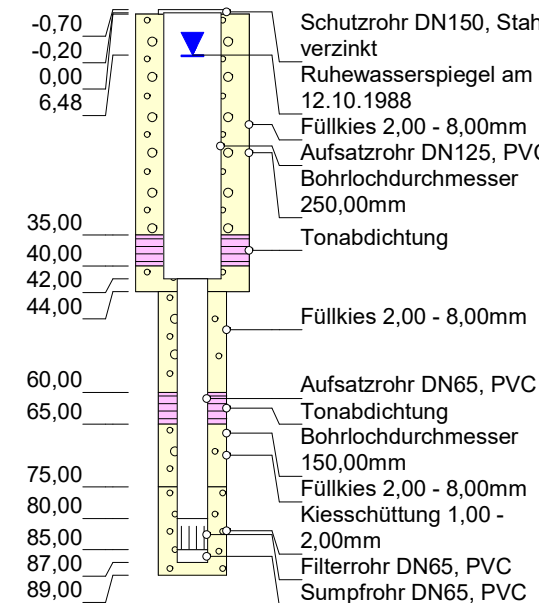 -0,70
-0,20
0,00
6,48
35,00
40,00
42,00
44,00
60,00
65,00
75,00
80,00
85,00
87,00
89,00
Schutzrohr DN150, Stah
verzinkt
Ruhewasserspiegel am
12.10.1988
Füllkies 2,00 - 8,00mm
Aufsatzrohr DN125, PVC
Bohrlochdurchmesser
250,00mm
Tonabdichtung
Füllkies 2,00 - 8,00mm
Aufsatzrohr DN65, PVC
Tonabdichtung
Bohrlochdurchmesser
150,00mm
Füllkies 2,00 - 8,00mm
Kiesschüttung 1,00 -
2,00mm
Filterrohr DN65, PVC
Sumpfrohr DN65, PVC